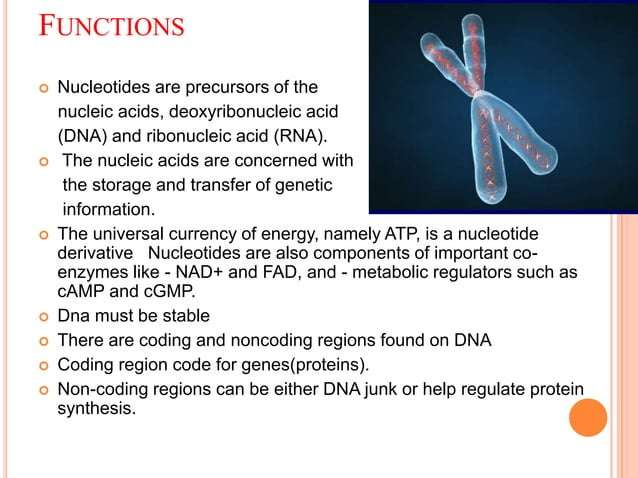 FUNCTIONS
Nucleotides are precursors of the
nucleic acids, deoxyribonucleic acid
(DNA) and ribonucleic acid (RNA).
The nucleic acids are concerned with
the storage and transfer of genetic
information.
The universal currency of energy, namely ATP, is a nucleotide
derivative Nucleotides are also components of important co-
enzymes like - NAD+ and FAD, and - metabolic regulators such as
cAMP and cGMP.
Dna must be stable
There are coding and noncoding regions found on DNA
Coding region code for genes(proteins).
Non-coding regions can be either DNA junk or help regulate protein
synthesis.